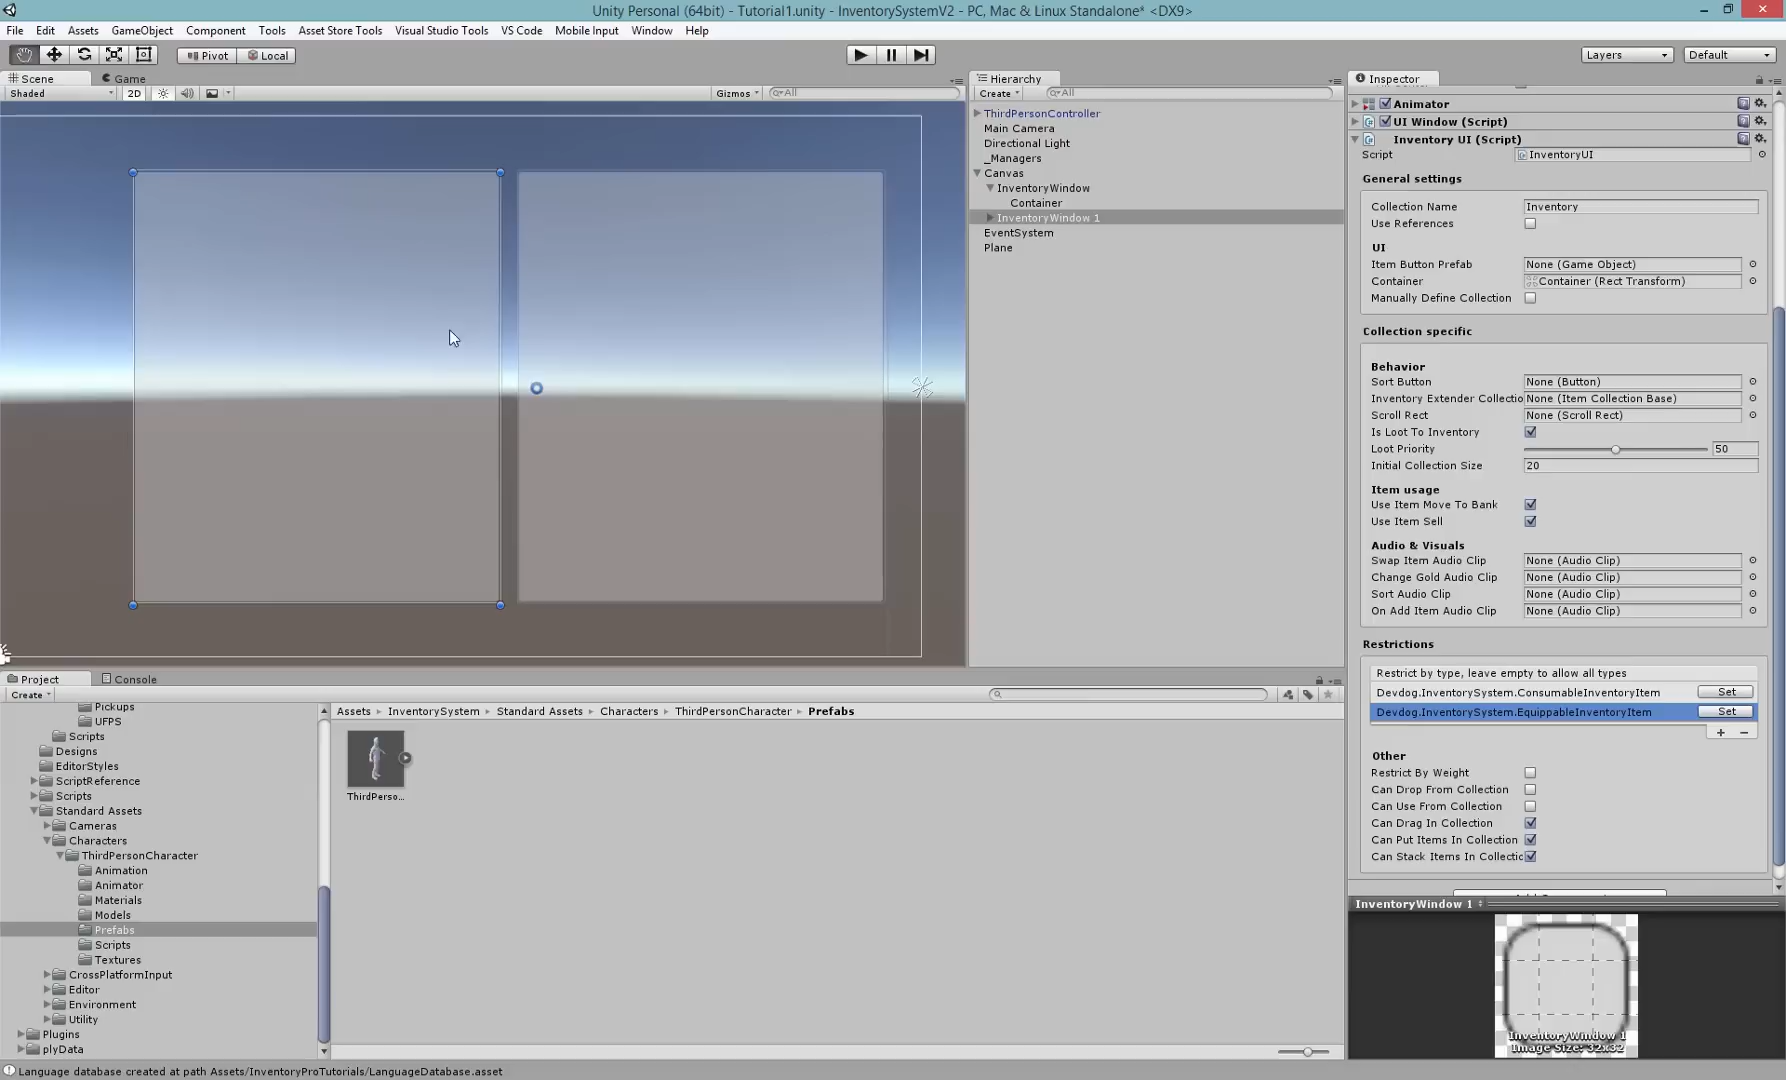 Unity Personal (64bit) - Tutorial1.unity - InventorySystemV2 - PC, Mac & Linux Standalone* <DX9>
File Edit Assets GameObject Component Tools Asset Store Tools Visual Studio Tools VS Code Mobile Input Window Help
Pivot Local
Layers Default
Scene Game
Shaded 2D Gizmos All
Hierarchy
Create All
ThirdPersonController
Main Camera
Directional Light
_Managers
Canvas
InventoryWindow
Container
InventoryWindow 1
EventSystem
Plane
Inspector
Animator
UI Window (Script)
Inventory UI (Script)
Script InventoryUI
General settings
Collection Name Inventory
Use References
UI
Item Button Prefab None (Game Object)
Container Container (Rect Transform)
Manually Define Collection
Collection specific
Behavior
Sort Button None (Button)
Inventory Extender Collectio None (Item Collection Base)
Scroll Rect None (Scroll Rect)
Is Loot To Inventory
Loot Priority 50
Initial Collection Size 20
Item usage
Use Item Move To Bank
Use Item Sell
Audio & Visuals
Swap Item Audio Clip None (Audio Clip)
Change Gold Audio Clip None (Audio Clip)
Sort Audio Clip None (Audio Clip)
On Add Item Audio Clip None (Audio Clip)
Restrictions
Restrict by type, leave empty to allow all types
Devdog.InventorySystem.ConsumableInventoryItem Set
Devdog.InventorySystem.EquippableInventoryItem Set
+ -
Other
Restrict By Weight
Can Drop From Collection
Can Use From Collection
Can Drag In Collection
Can Put Items In Collection
Can Stack Items In Collectic
InventoryWindow 1
InventoryWindow 1
Image Size: 32x32
Project Console
Create
Pickups
UFPS
Scripts
Designs
EditorStyles
ScriptReference
Scripts
Standard Assets
Cameras
Characters
ThirdPersonCharacter
Animation
Animator
Materials
Models
Prefabs
Scripts
Textures
CrossPlatformInput
Editor
Environment
Utility
Plugins
plyData
Assets InventorySystem Standard Assets Characters ThirdPersonCharacter Prefabs
ThirdPerso...
Language database created at path Assets/InventoryProTutorials/LanguageDatabase.asset